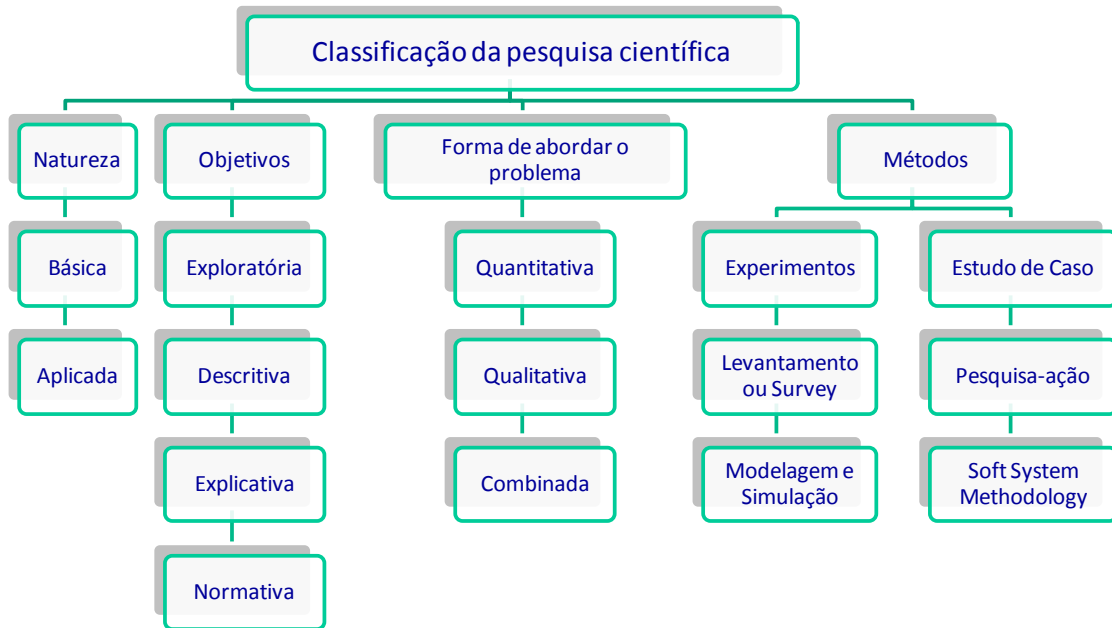 Classificação da pesquisa científica
Natureza
Objetivos
Forma de abordar o
problema
Métodos
Básica
Exploratória
Quantitativa
Experimentos
Estudo de Caso
Aplicada
Descritiva
Qualitativa
Levantamento
ou Survey
Pesquisa-ação
Explicativa
Combinada
Modelagem e
Simulação
Soft System
Methodology
Normativa